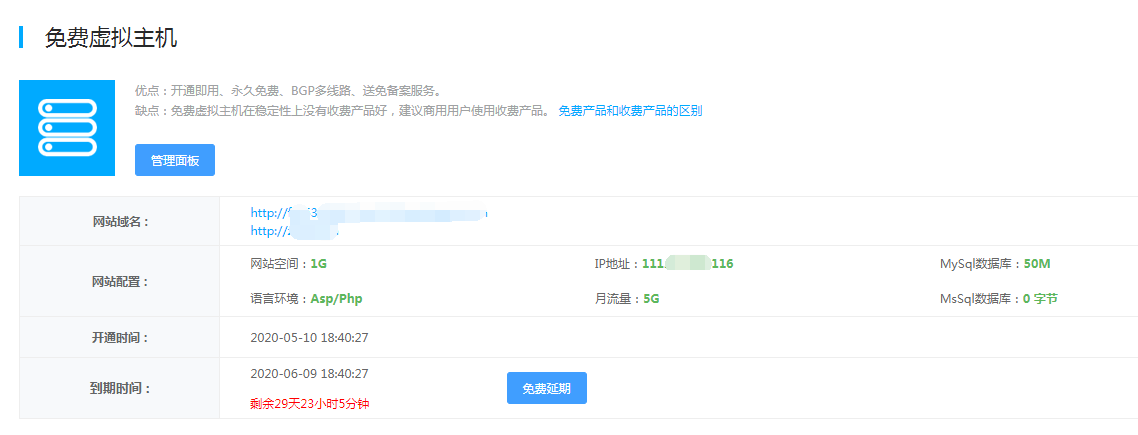 免费虚拟主机
优点：开通即用、永久免费、BGP多线路、送免备案服务。
缺点：免费虚拟主机在稳定性上没有收费产品好，建议商用用户使用收费产品。 免费产品和收费产品的区别
管理面板
网站域名：
http://
http://
网站配置：
网站空间：1G IP地址：111. 116 MySql数据库：50M
语言环境：Asp/Php 月流量：5G MsSql数据库：0 字节
开通时间： 2020-05-10 18:40:27
到期时间： 2020-06-09 18:40:27
剩余29天23小时5分钟
免费延期